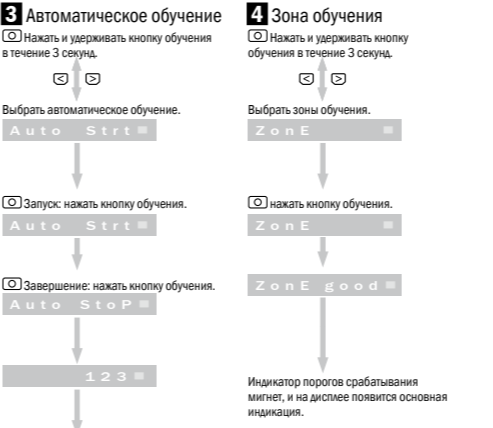 3 Автоматическое обучение
Нажать и удерживать кнопку обучения
в течение 3 секунд.
Выбрать автоматическое обучение.
Auto Strt
Запуск: нажать кнопку обучения.
Auto Strt
Завершение: нажать кнопку обучения.
Auto StoP
123
4 Зона обучения
Нажать и удерживать кнопку
обучения в течение 3 секунд.
Выбрать зоны обучения.
ZonE
нажать кнопку обучения.
ZonE
ZonE good
Индикатор порогов срабатывания
мигнет, и на дисплее появится основная
индикация.